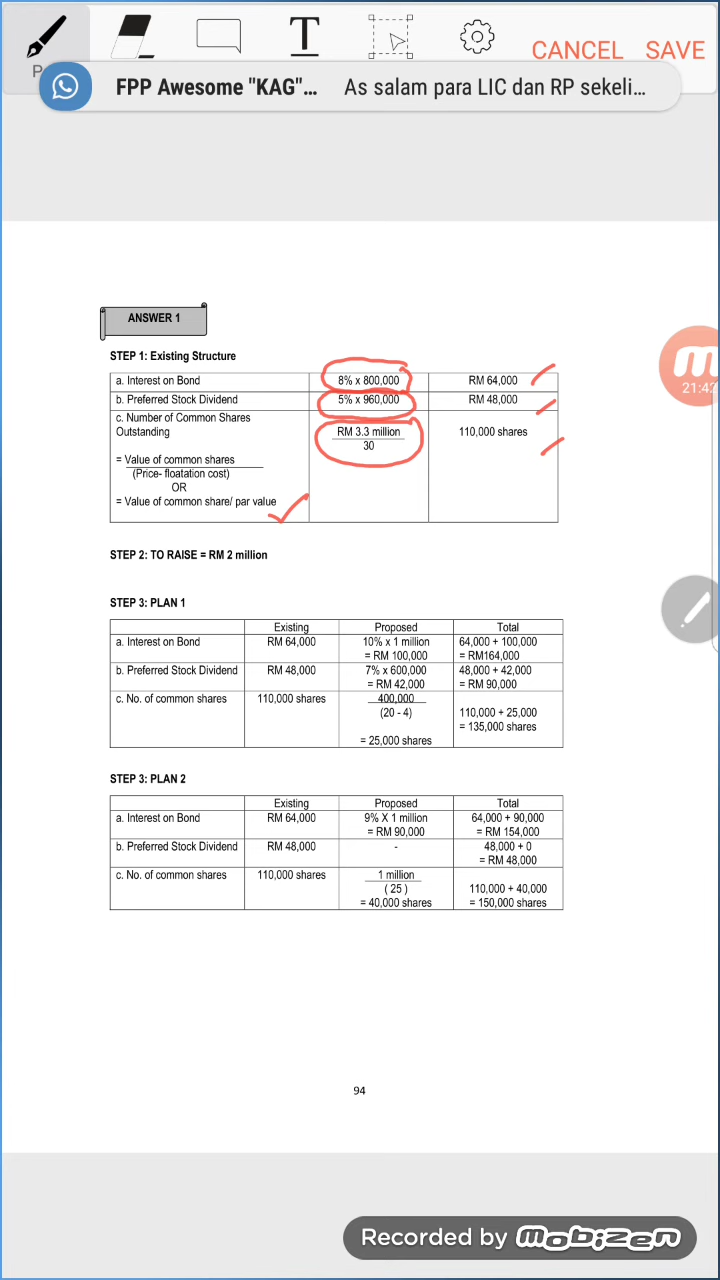 T
CANCEL SAVE
P
FPP Awesome "KAG"... As salam para LIC dan RP sekeli...
21:42
ANSWER 1
STEP 1: Existing Structure
a. Interest on Bond 8% x 800,000 RM 64,000
b. Preferred Stock Dividend 5% x 960,000 RM 48,000
c. Number of Common Shares
Outstanding RM 3.3 million 110,000 shares
30
= Value of common shares
(Price- floatation cost)
OR
= Value of common share/ par value
STEP 2: TO RAISE = RM 2 million
STEP 3: PLAN 1
Existing Proposed Total
a. Interest on Bond RM 64,000 10% x 1 million 64,000 + 100,000
= RM 100,000 = RM164,000
b. Preferred Stock Dividend RM 48,000 7% x 600,000 48,000 + 42,000
= RM 42,000 = RM 90,000
c. No. of common shares 110,000 shares 400,000
(20 - 4) 110,000 + 25,000
= 135,000 shares
= 25,000 shares
STEP 3: PLAN 2
Existing Proposed Total
a. Interest on Bond RM 64,000 9% X 1 million 64,000 + 90,000
= RM 90,000 = RM 154,000
b. Preferred Stock Dividend RM 48,000 - 48,000 + 0
= RM 48,000
c. No. of common shares 110,000 shares 1 million
( 25 ) 110,000 + 40,000
= 40,000 shares = 150,000 shares
94
Recorded by mobizen